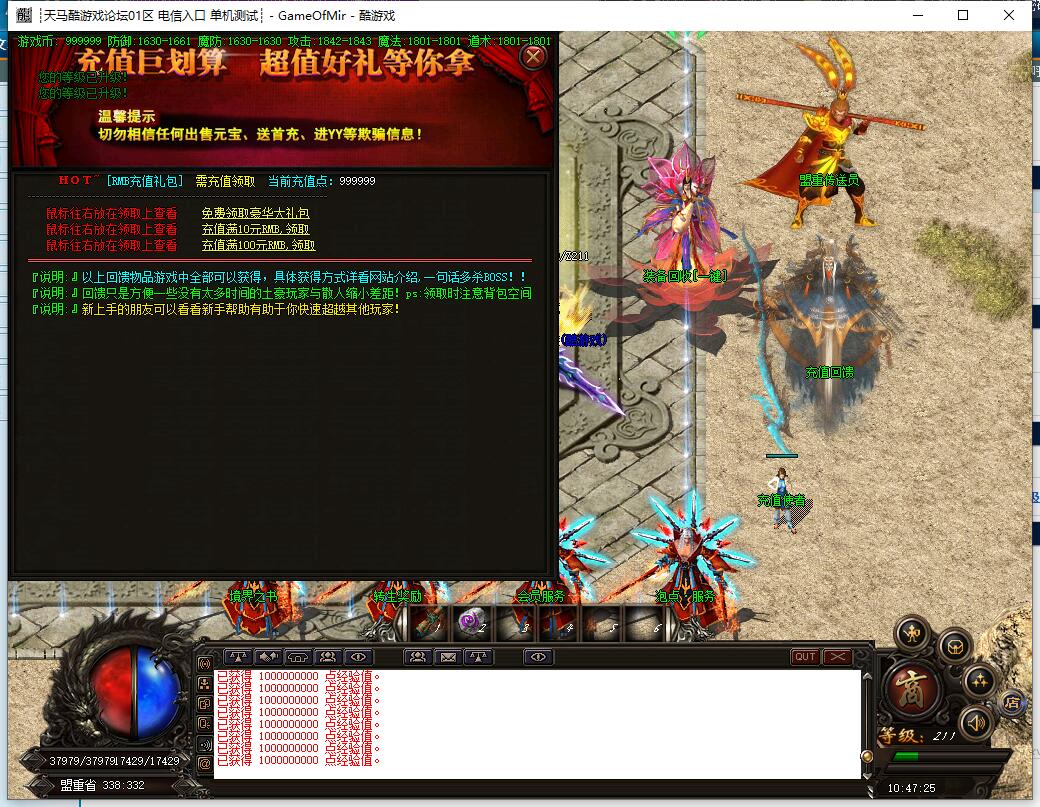 天马酷游戏论坛01区 电信入口 单机测试 - GameOfMir - 酷游戏
游戏币: 999999 防御:1630-1661 魔防:1630-1630 攻击:1842-1843 魔法:1801-1801 道术:1801-1801
充值巨划算 超值好礼等你拿
您的等级已升级!
您的等级已升级!
温馨提示
切勿相信任何出售元宝、送首充、进YY等欺骗信息!
HOT [RMB充值礼包] 需充值领取 当前充值点: 999999
鼠标往右放在领取上查看 免费领取豪华大礼包
鼠标往右放在领取上查看 充值满10元RMB,领取
鼠标往右放在领取上查看 充值满100元RMB,领取
『说明:』以上回馈物品游戏中全部可以获得,具体获得方式详看网站介绍,一句话多杀BOSS!!
『说明:』回馈只是方便一些没有太多时间的土豪玩家与散人缩小差距! ps:领取时注意背包空间
『说明:』新上手的朋友可以看看新手帮助有助于你快速超越其他玩家!
盟重传送员
/Z211
装备回收[一键]
(酷游戏)
充值回馈
充值使者
境界之书
转生奖励
会员服务
泡点 服务
1 2 3 4 5 6
QUT
已获得 1000000000 点经验值。
已获得 1000000000 点经验值。
已获得 1000000000 点经验值。
已获得 1000000000 点经验值。
已获得 1000000000 点经验值。
已获得 1000000000 点经验值。
已获得 1000000000 点经验值。
已获得 1000000000 点经验值。
商
店
等级: 211
37979/37979 17429/17429
盟重省 338:332
10:47:25